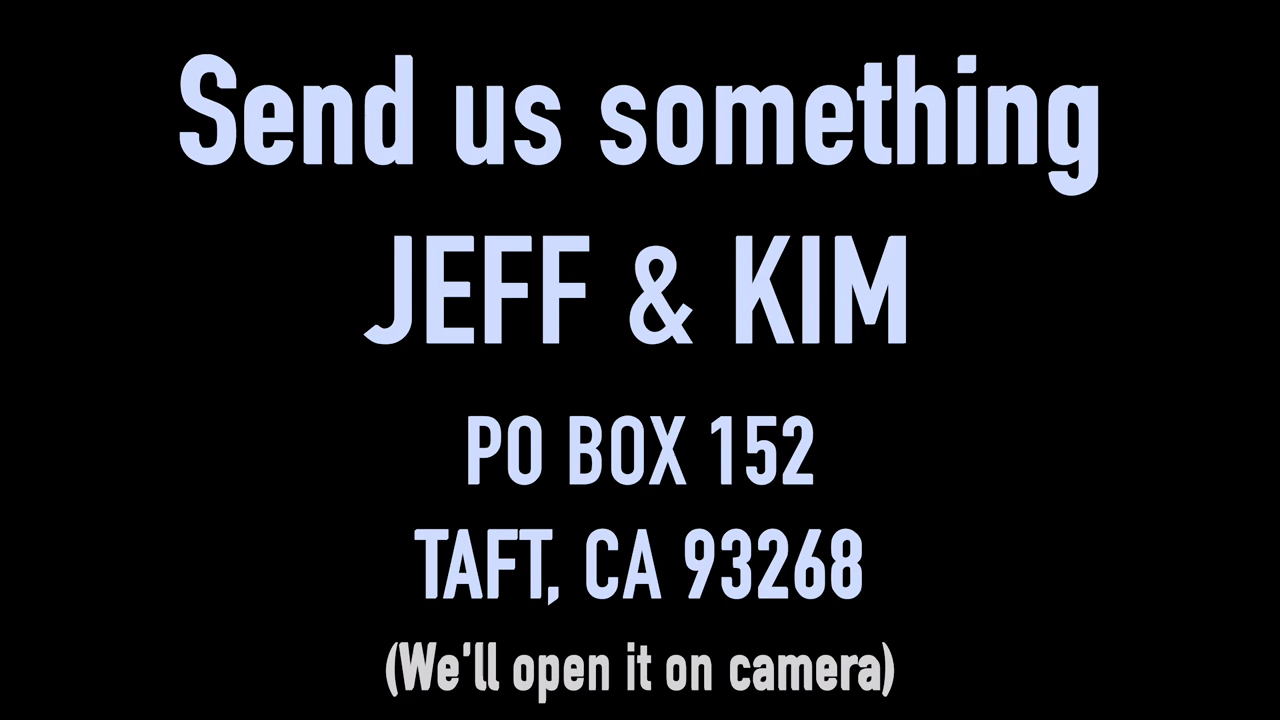 Send us something
JEFF & KIM
PO BOX 152
TAFT, CA 93268
(We'll open it on camera)